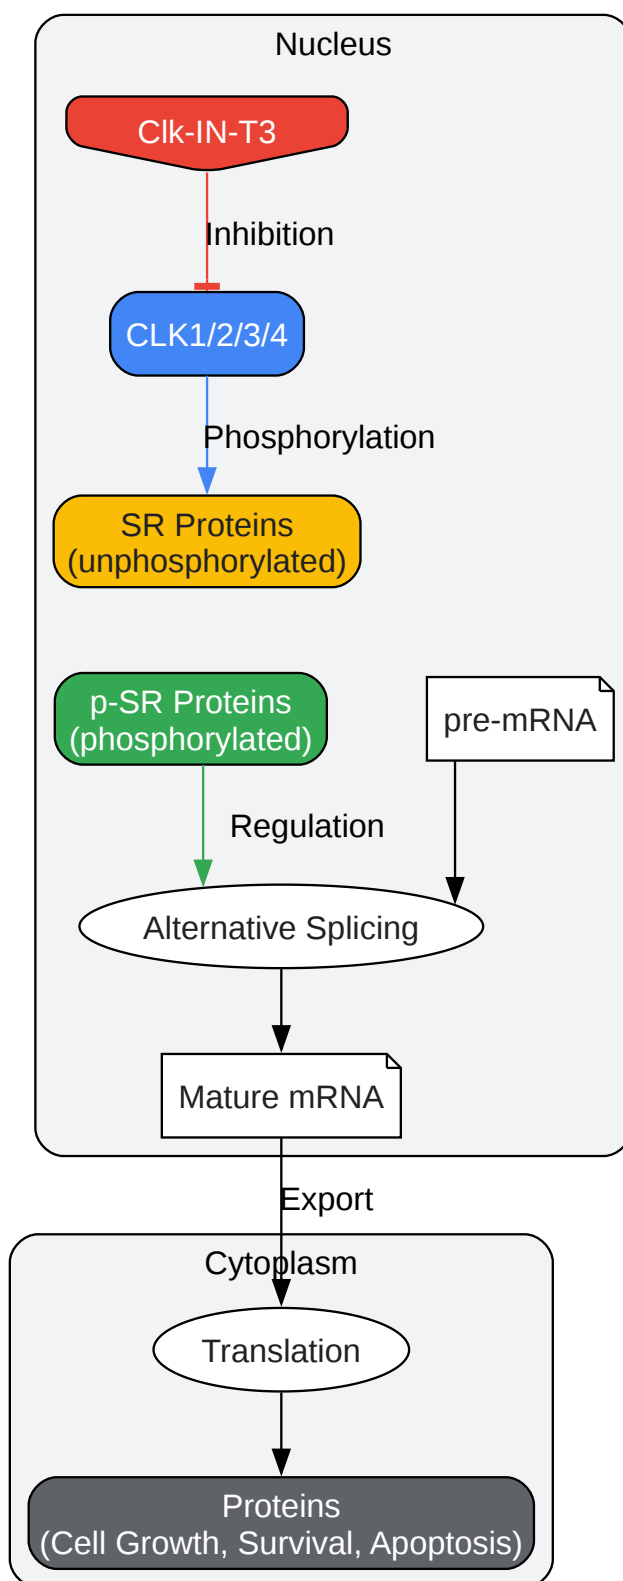 Nucleus
Clk-IN-T3
Inhibition
CLK1/2/3/4
Phosphorylation
SR Proteins
(unphosphorylated)
p-SR Proteins
(phosphorylated)
pre-mRNA
Regulation
Alternative Splicing
Mature mRNA
Export
Cytoplasm
Translation
Proteins
(Cell Growth, Survival, Apoptosis)